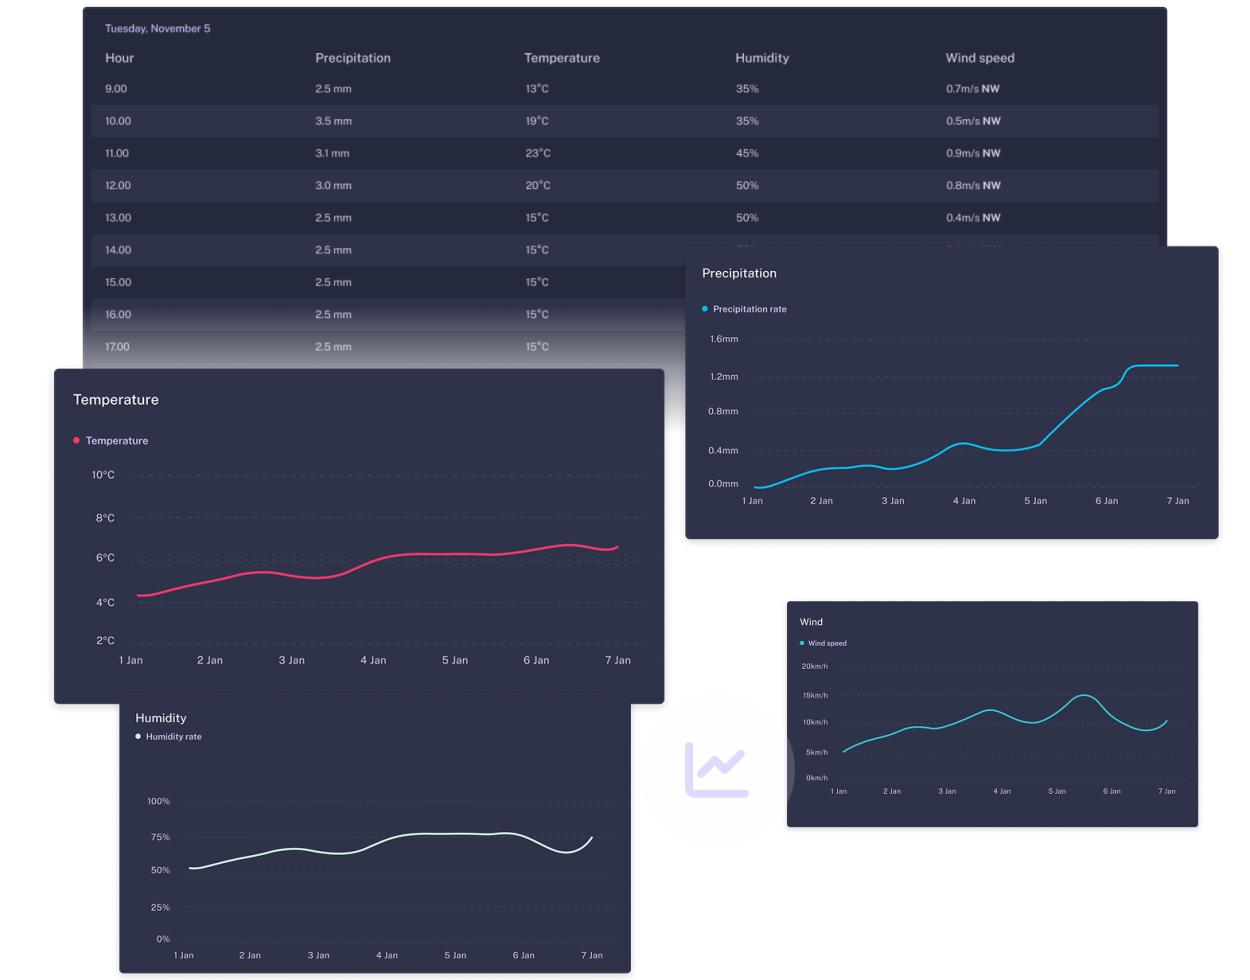 Tuesday, November 5
Hour Precipitation Temperature Humidity Wind speed
9.00 2.5 mm 13°C 35% 0.7m/s NW
10.00 3.5 mm 19°C 35% 0.5m/s NW
11.00 3.1 mm 23°C 45% 0.9m/s NW
12.00 3.0 mm 20°C 50% 0.8m/s NW
13.00 2.5 mm 15°C 50% 0.4m/s NW
14.00 2.5 mm 15°C
15.00 2.5 mm 15°C
16.00 2.5 mm 15°C
17.00 2.5 mm 15°C
Precipitation
Precipitation rate
1.6mm
1.2mm
0.8mm
0.4mm
0.0mm
1 Jan 2 Jan 3 Jan 4 Jan 5 Jan 6 Jan 7 Jan
Temperature
Temperature
10°C
8°C
6°C
4°C
2°C
1 Jan 2 Jan 3 Jan 4 Jan 5 Jan 6 Jan 7 Jan
Wind
Wind speed
20km/h
15km/h
10km/h
5km/h
0km/h
1 Jan 2 Jan 3 Jan 4 Jan 5 Jan 6 Jan 7 Jan
Humidity
Humidity rate
100%
75%
50%
25%
0%
1 Jan 2 Jan 3 Jan 4 Jan 5 Jan 6 Jan 7 Jan